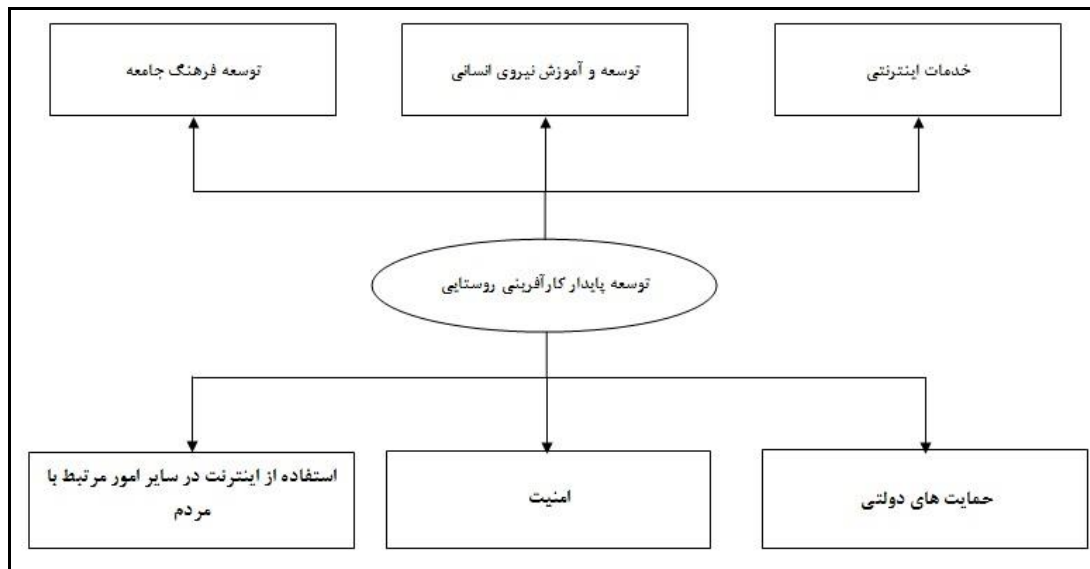 خدمات اینترنتی
توسعه و آموزش نیروی انسانی
توسعه فرهنگ جامعه
توسعه پایدار کارآفرینی روستایی
حمایت های دولتی
امنیت
استفاده از اینترنت در سایر امور مرتبط با
مردم